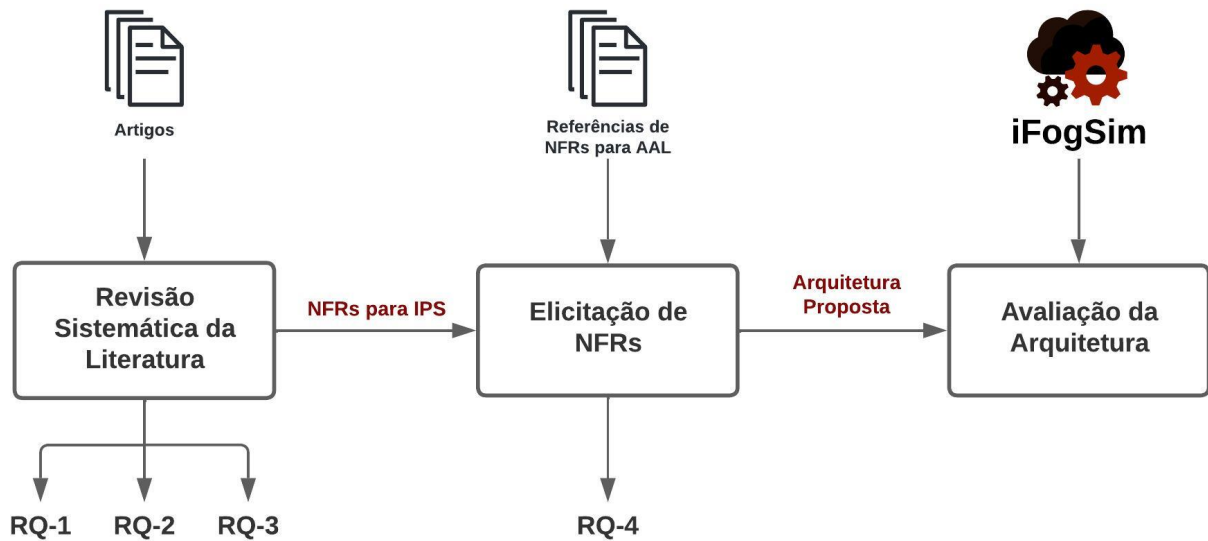 Artigos
Referências de
NFRs para AAL
iFogSim
Revisão
Sistemática da
Literatura
NFRs para IPS
Elicitação de
NFRs
Arquitetura
Proposta
Avaliação da
Arquitetura
RQ-1
RQ-2
RQ-3
RQ-4